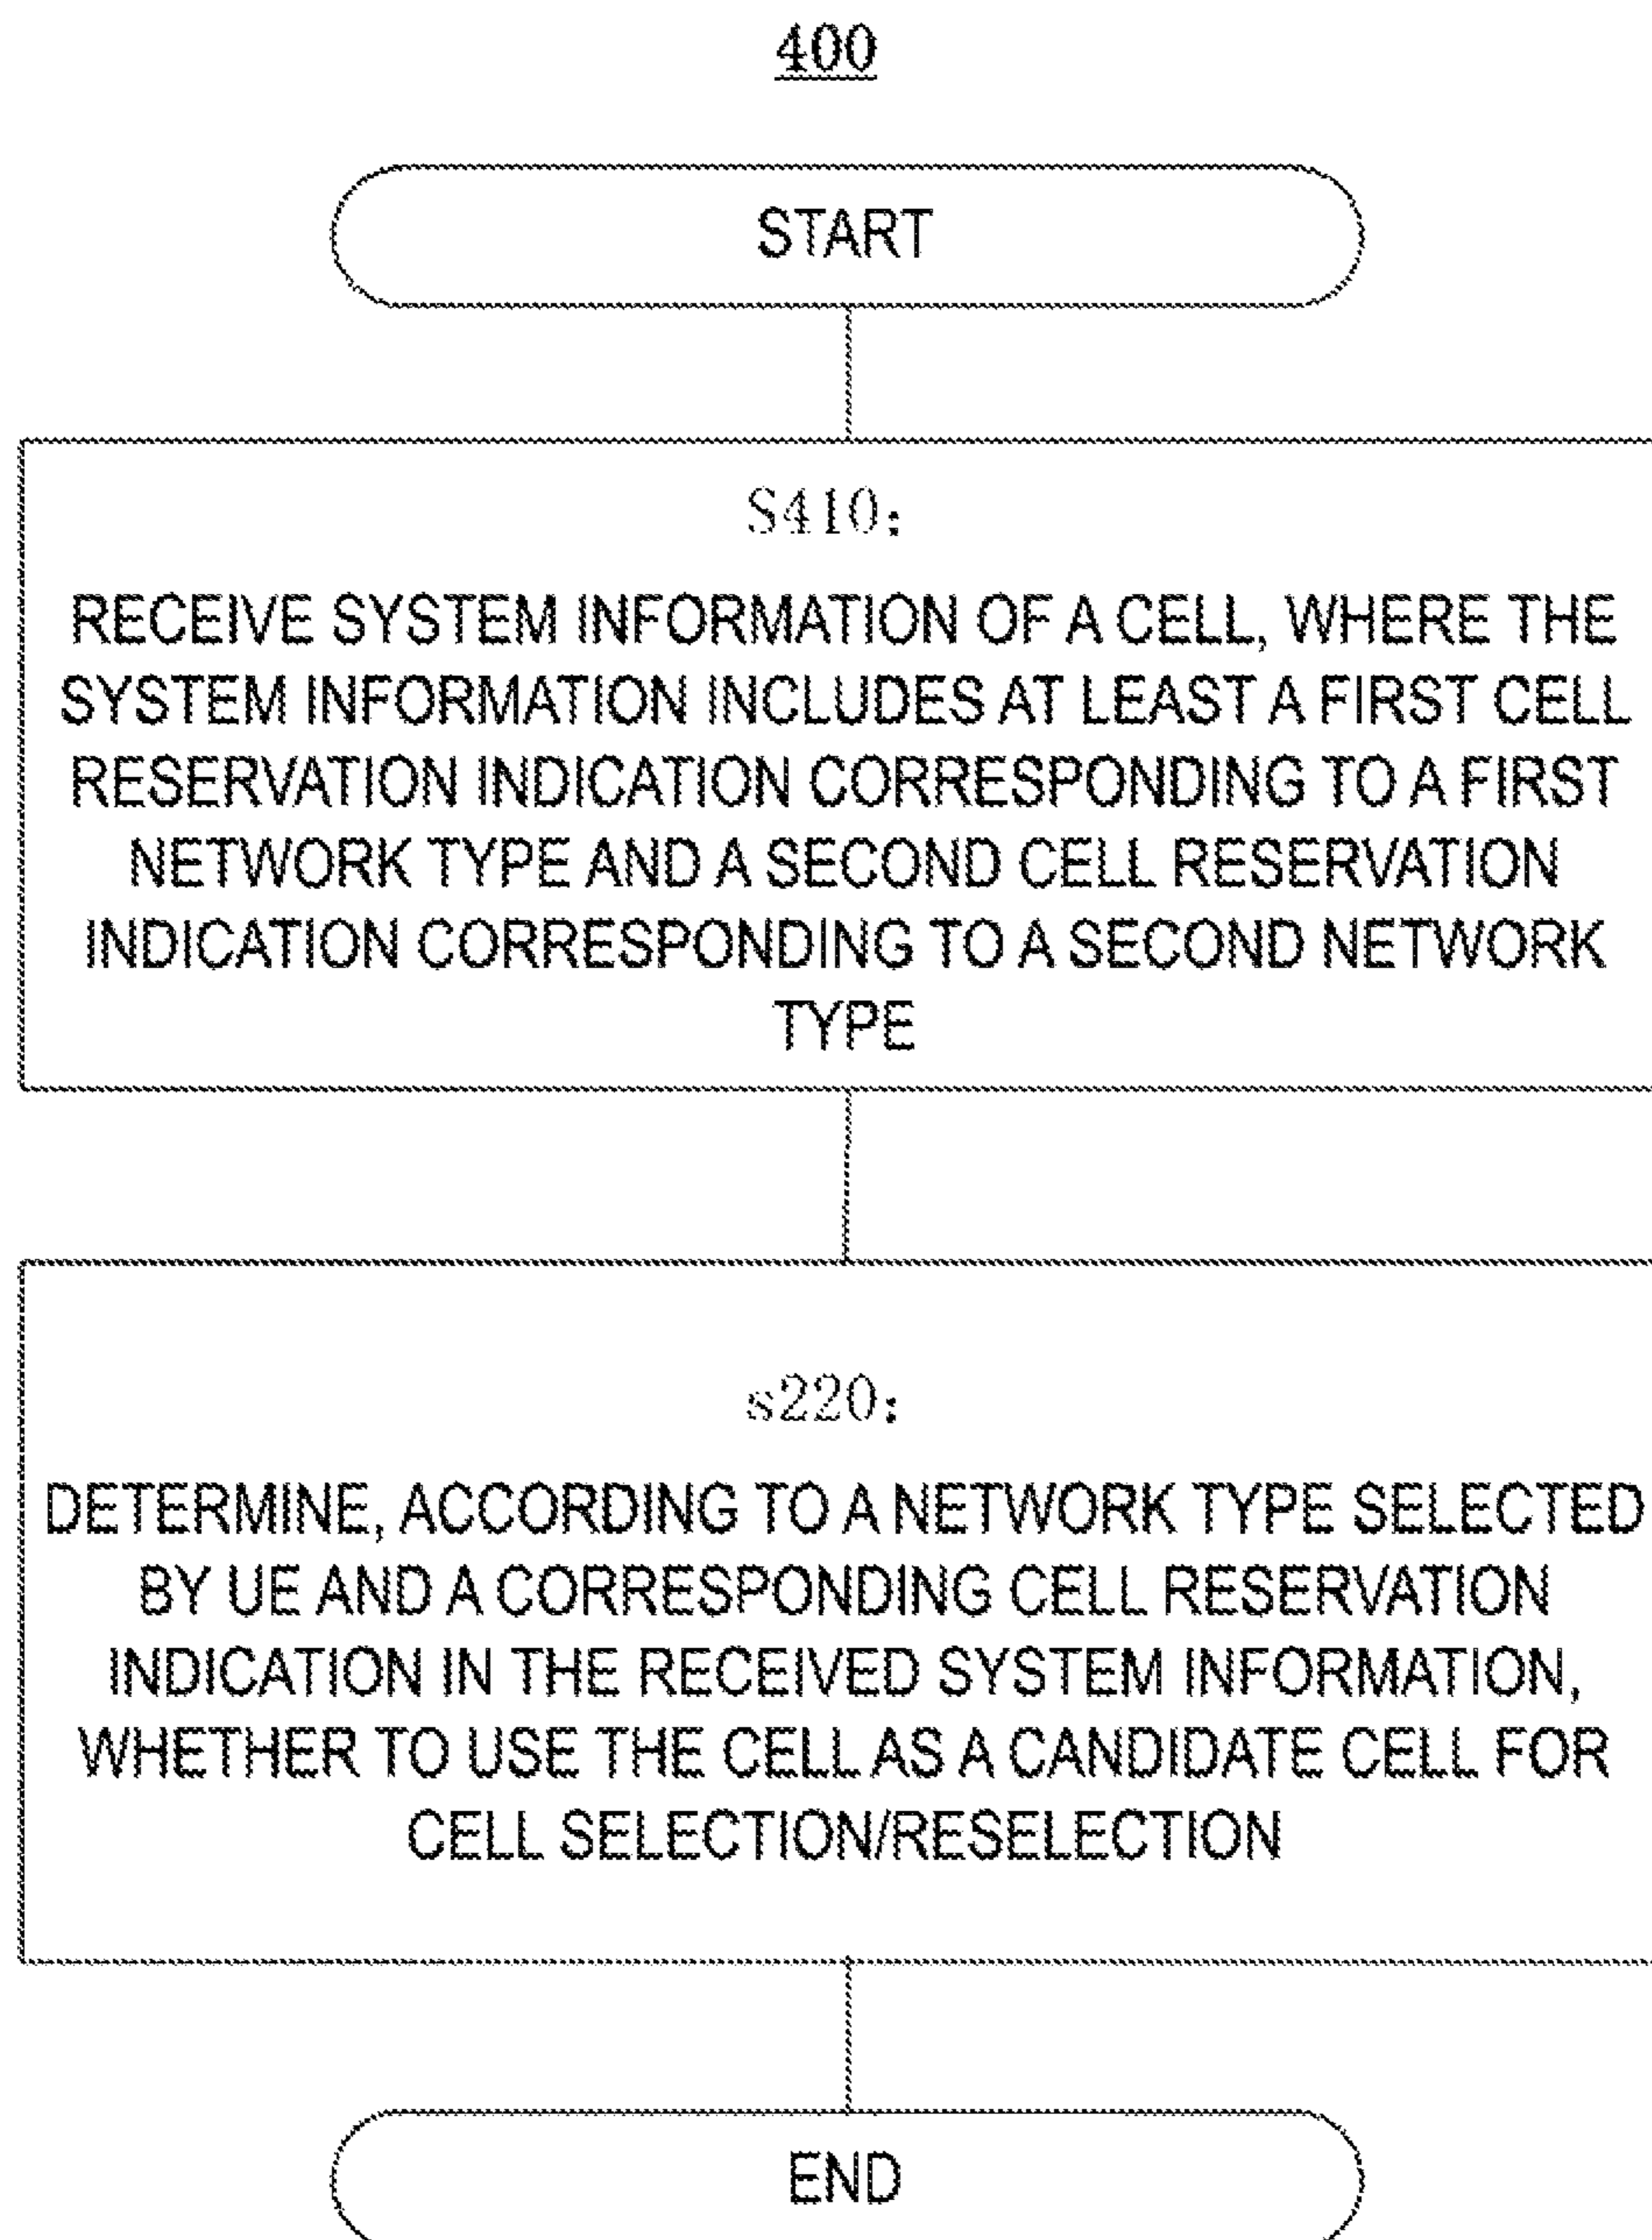 400
START
S410:
RECEIVE SYSTEM INFORMATION OF A CELL, WHERE THE
SYSTEM INFORMATION INCLUDES AT LEAST A FIRST CELL
RESERVATION INDICATION CORRESPONDING TO A FIRST
NETWORK TYPE AND A SECOND CELL RESERVATION
INDICATION CORRESPONDING TO A SECOND NETWORK
TYPE
s220:
DETERMINE, ACCORDING TO A NETWORK TYPE SELECTED
BY UE AND A CORRESPONDING CELL RESERVATION
INDICATION IN THE RECEIVED SYSTEM INFORMATION,
WHETHER TO USE THE CELL AS A CANDIDATE CELL FOR
CELL SELECTION/RESELECTION
END